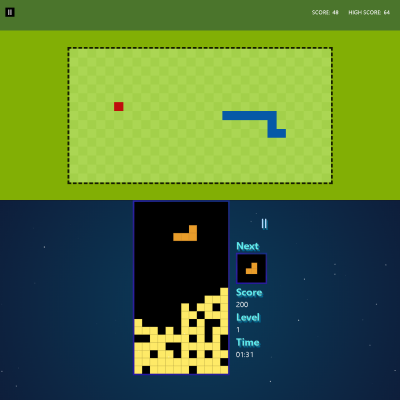 SCORE: 48 HIGH SCORE: 64
Next
Score
200
Level
1
Time
01:31